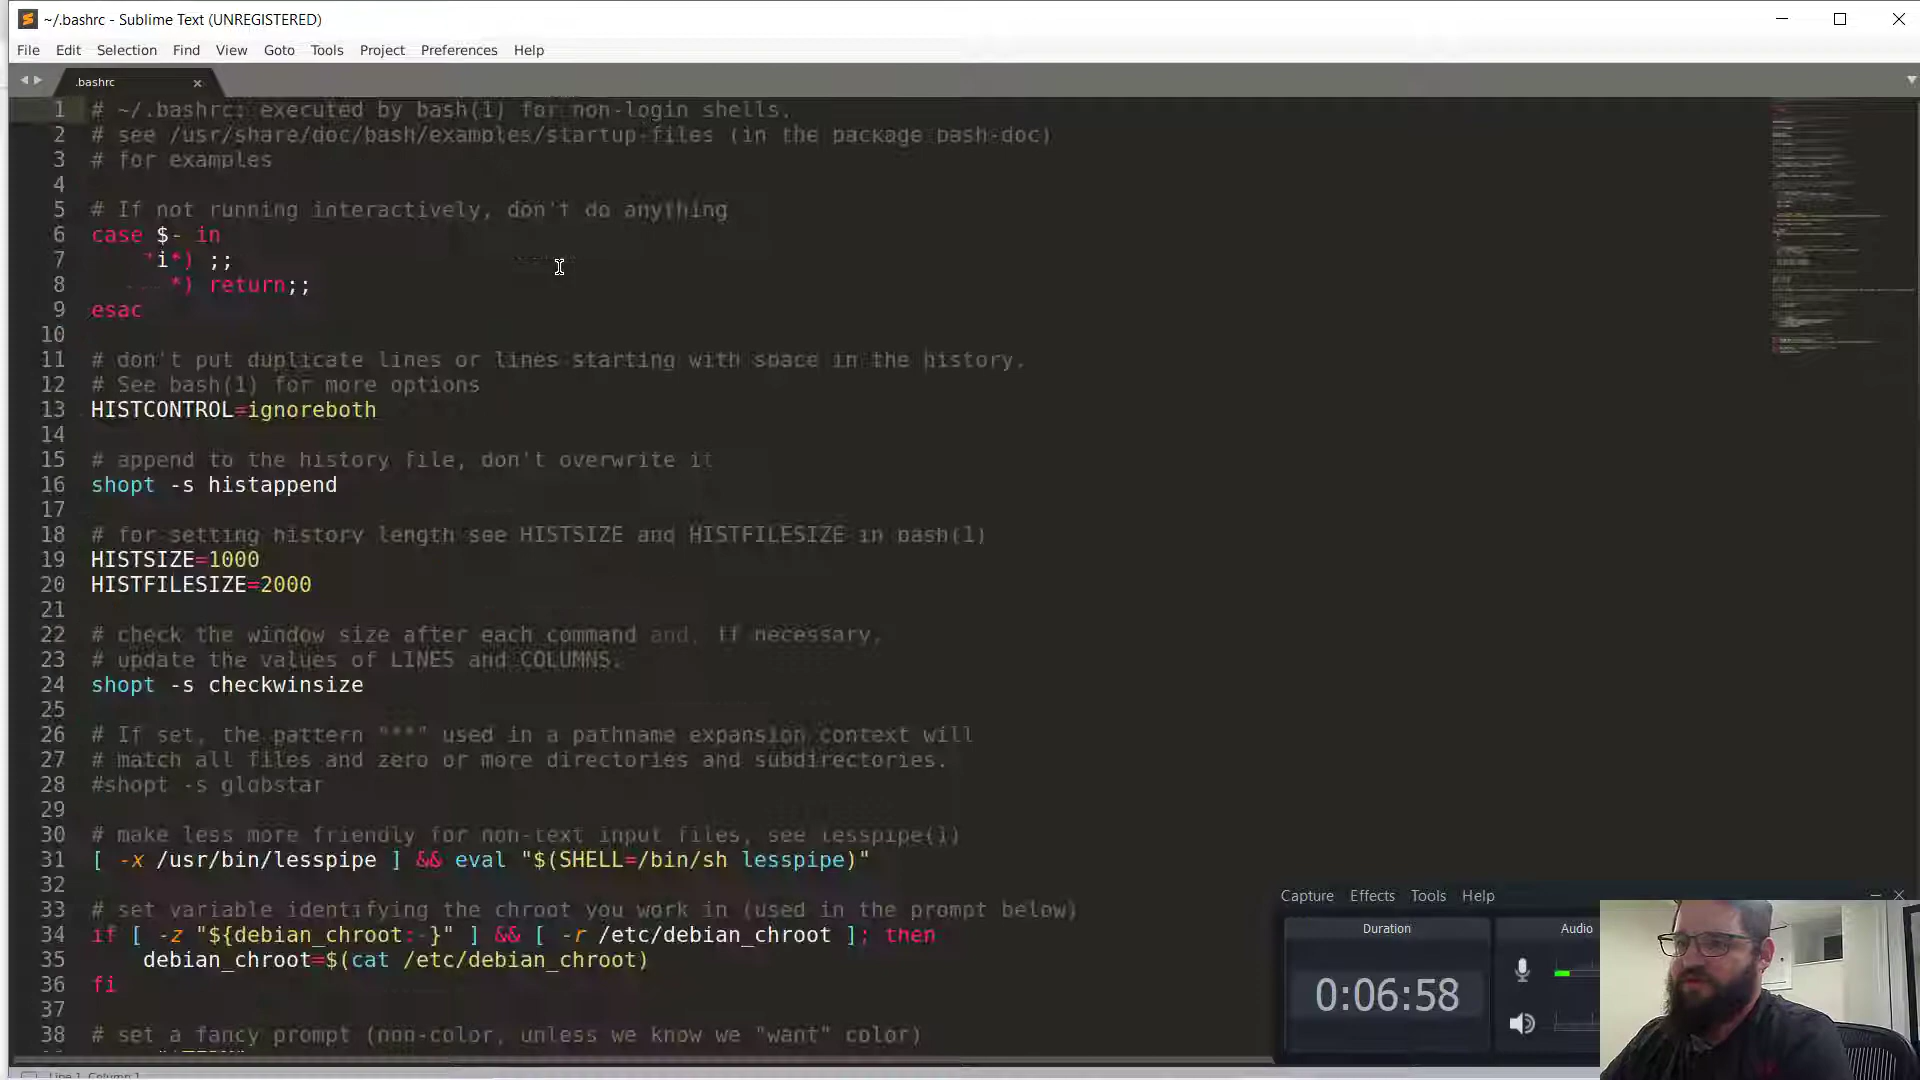 ~/.bashrc - Sublime Text (UNREGISTERED)
File Edit Selection Find View Goto Tools Project Preferences Help
.bashrc
1 # ~/.bashrc: executed by bash(1) for non-login shells.
2 # see /usr/share/doc/bash/examples/startup-files (in the package bash-doc)
3 # for examples
4
5 # If not running interactively, don't do anything
6 case $- in
7 *i*) ;;
8 *) return;;
9 esac
10
11 # don't put duplicate lines or lines starting with space in the history.
12 # See bash(1) for more options
13 HISTCONTROL=ignoreboth
14
15 # append to the history file, don't overwrite it
16 shopt -s histappend
17
18 # for setting history length see HISTSIZE and HISTFILESIZE in bash(1)
19 HISTSIZE=1000
20 HISTFILESIZE=2000
21
22 # check the window size after each command and, if necessary,
23 # update the values of LINES and COLUMNS.
24 shopt -s checkwinsize
25
26 # If set, the pattern "**" used in a pathname expansion context will
27 # match all files and zero or more directories and subdirectories.
28 #shopt -s globstar
29
30 # make less more friendly for non-text input files, see lesspipe(1)
31 [ -x /usr/bin/lesspipe ] && eval "$(SHELL=/bin/sh lesspipe)"
32
33 # set variable identifying the chroot you work in (used in the prompt below)
34 if [ -z "${debian_chroot:-}" ] && [ -r /etc/debian_chroot ]; then
35 debian_chroot=$(cat /etc/debian_chroot)
36 fi
37
38 # set a fancy prompt (non-color, unless we know we "want" color)
Line 1, Column 1
Capture Effects Tools Help
Duration
Audio
0:06:58